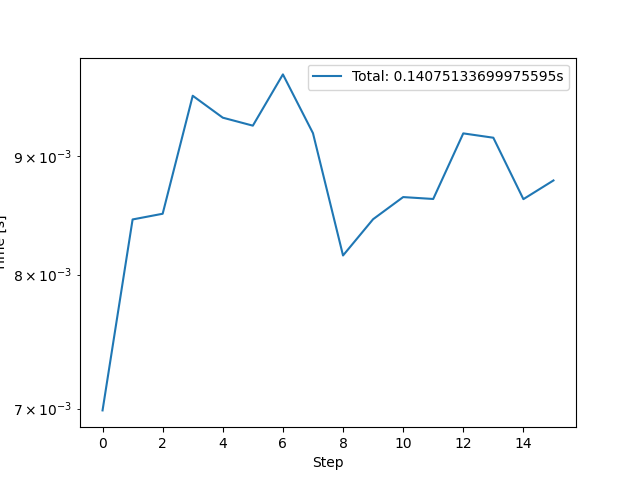 Total: 0.14075133699975595s
9 × 10⁻³
8 × 10⁻³
7 × 10⁻³
Time [s]
0 2 4 6 8 10 12 14
Step